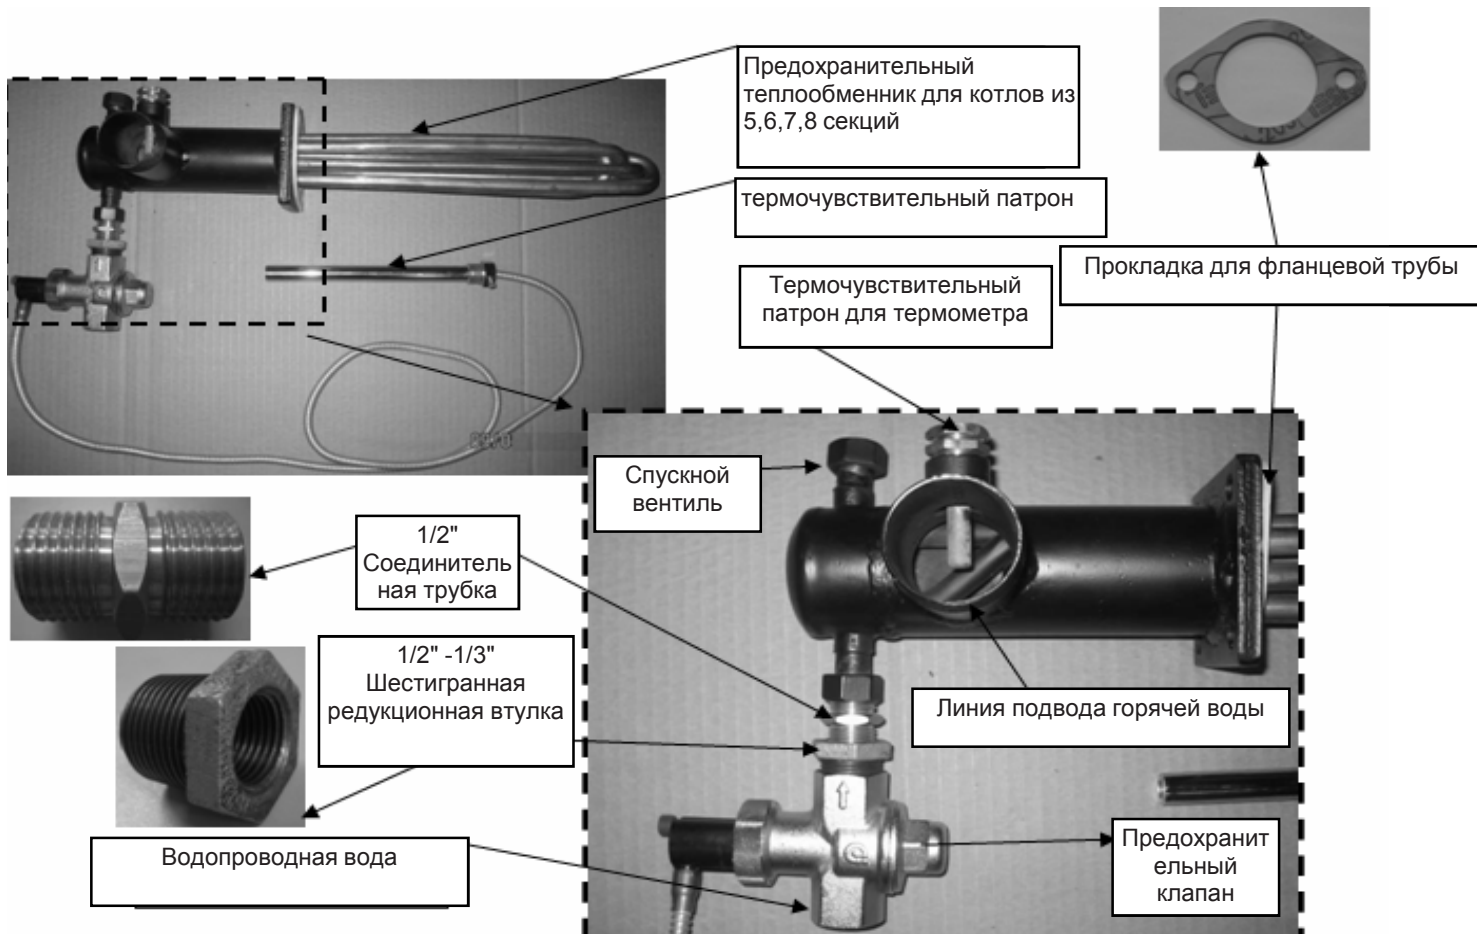 Предохранительный
теплообменник для котлов из
5,6,7,8 секций
термочувствительный патрон
Прокладка для фланцевой трубы
Термочувствительный
патрон для термометра
Спускной
вентиль
1/2"
Соединитель
ная трубка
1/2" -1/3"
Шестигранная
редукционная втулка
Линия подвода горячей воды
Водопроводная вода
Предохранит
ельный
клапан